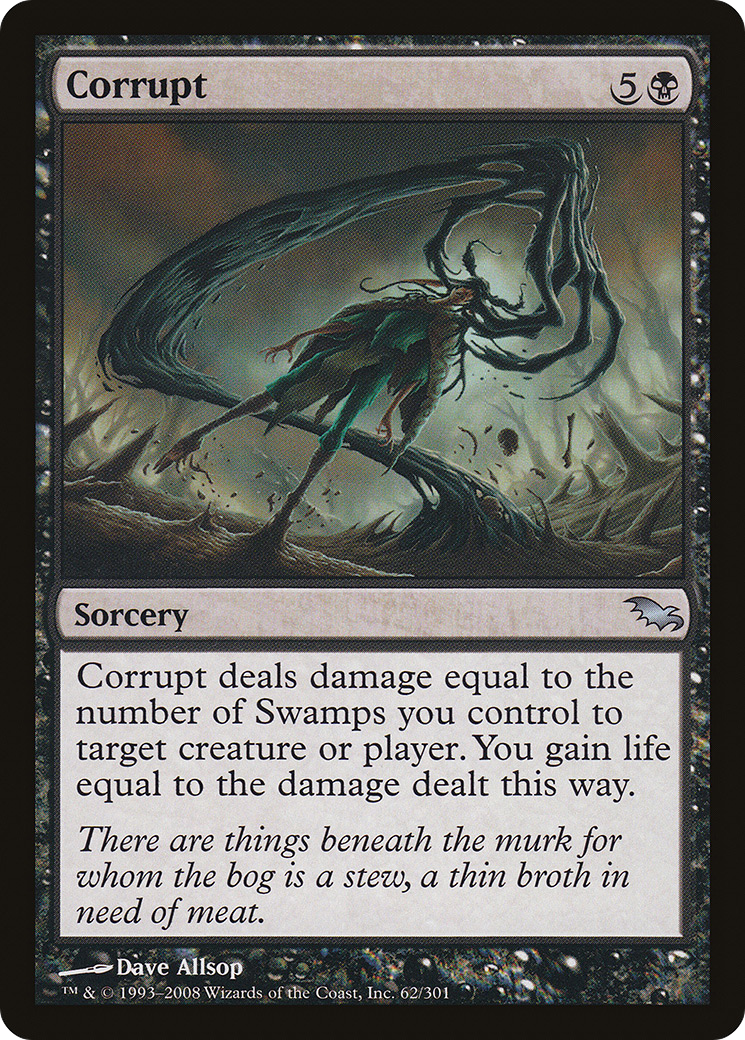 Corrupt 5
Sorcery
Corrupt deals damage equal to the
number of Swamps you control to
target creature or player. You gain life
equal to the damage dealt this way.
There are things beneath the murk for
whom the bog is a stew, a thin broth in
need of meat.
Dave Allsop
™ & © 1993–2008 Wizards of the Coast, Inc. 62/301